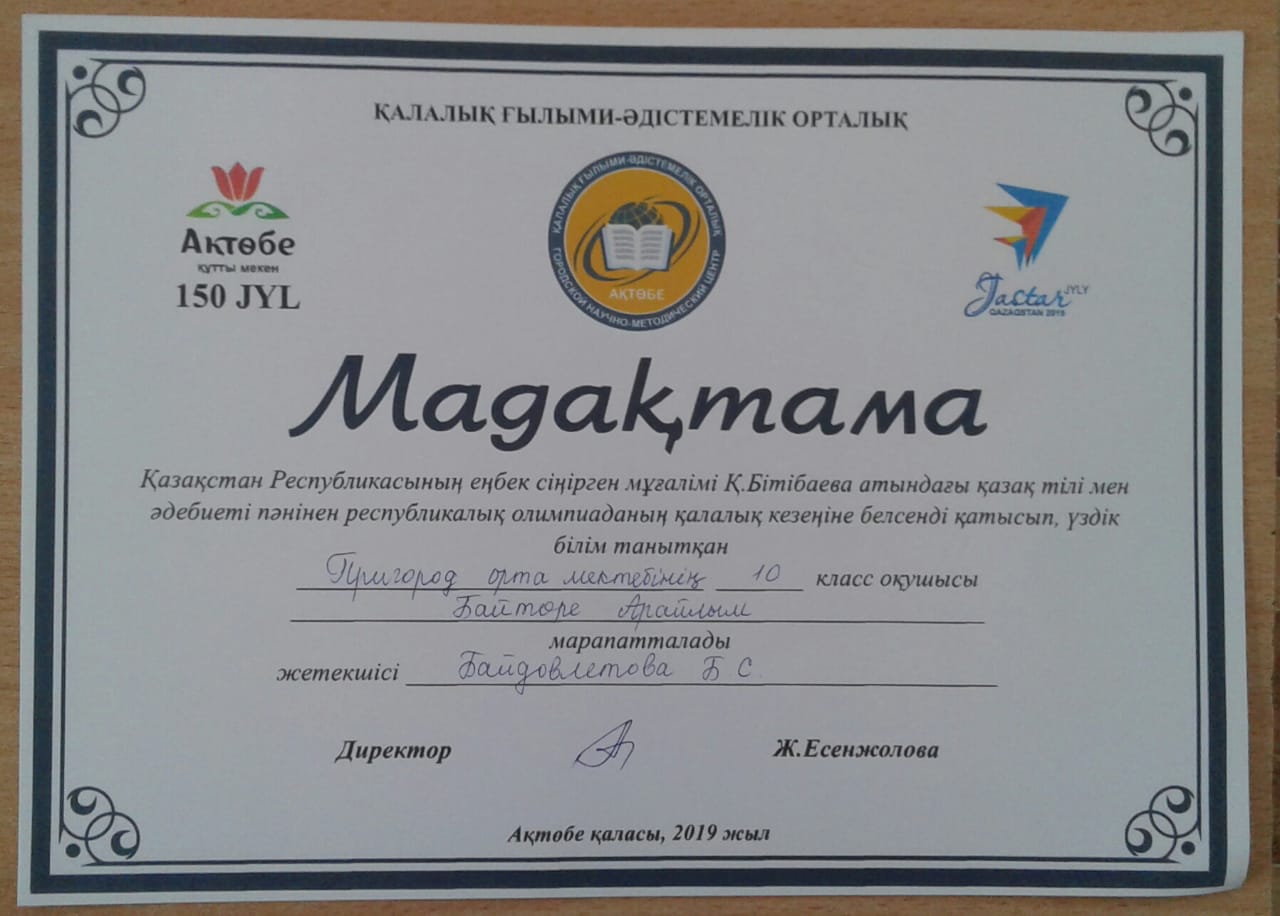 ҚАЛАЛЫҚ ҒЫЛЫМИ-ӘДІСТЕМЕЛІК ОРТАЛЫҚ
Ақтөбе
құтты мекен
150 JYL
ҚАЛАЛЫҚ ҒЫЛЫМИ-ӘДІСТЕМЕЛІК ОРТАЛЫҚ
АҚТӨБЕ
ГОРОДСКОЙ НАУЧНО-МЕТОДИЧЕСКИЙ ЦЕНТР
Jastar JYLY
QAZAQSTAN 2019
Мадақтама
Қазақстан Республикасының еңбек сіңірген мұғалімі Қ.Бітібаева атындағы қазақ тілі мен
әдебиеті пәнінен республикалық олимпиаданың қалалық кезеңіне белсенді қатысып, үздік
білім танытқан
Пригород орта мектебінің 10 класс оқушысы
Байтөре Арайлым
марапатталады
жетекшісі Байдовлетова Б С.
Директор Ж.Есенжолова
Ақтөбе қаласы, 2019 жыл